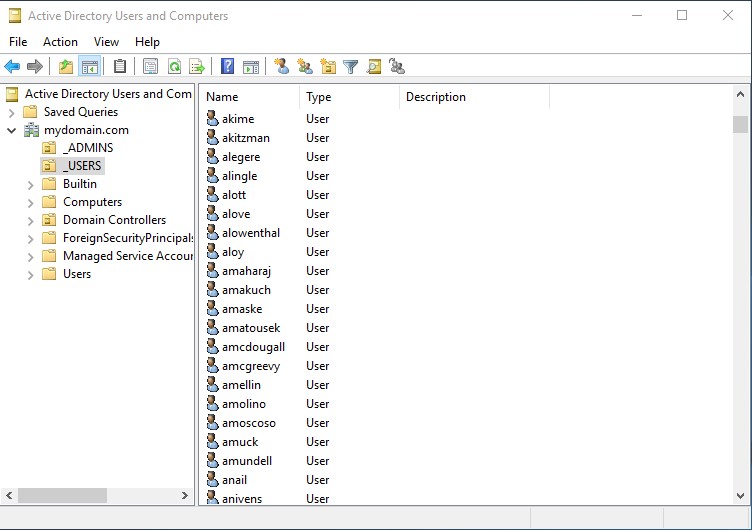 Active Directory Users and Computers
File Action View Help
Active Directory Users and Com
Saved Queries
mydomain.com
_ADMINS
_USERS
Builtin
Computers
Domain Controllers
ForeignSecurityPrincipals
Managed Service Accour
Users
Name Type Description
akime User
akitzman User
alegere User
alingle User
alott User
alove User
alowenthal User
aloy User
amaharaj User
amakuch User
amaske User
amatousek User
amcdougall User
amcgreevy User
amellin User
amolino User
amoscoso User
amuck User
amundell User
anail User
anivens User